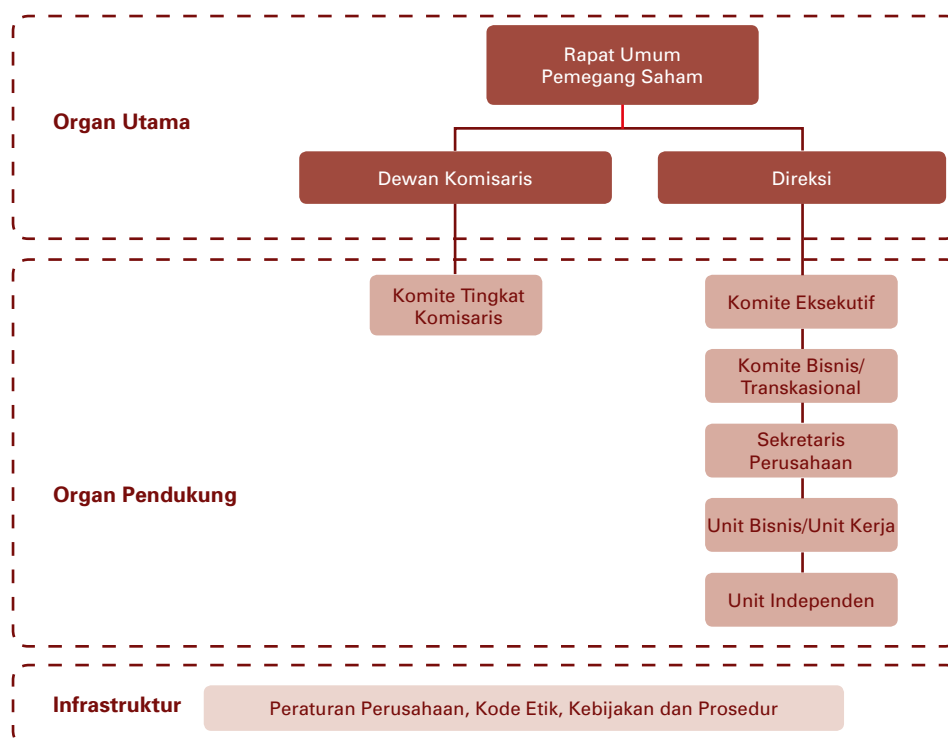 Rapat Umum
Pemegang Saham
Organ Utama
Dewan Komisaris
Direksi
Komite Tingkat
Komisaris
Komite Eksekutif
Komite Bisnis/
Transkasional
Sekretaris
Perusahaan
Organ Pendukung
Unit Bisnis/Unit Kerja
Unit Independen
Infrastruktur
Peraturan Perusahaan, Kode Etik, Kebijakan dan Prosedur